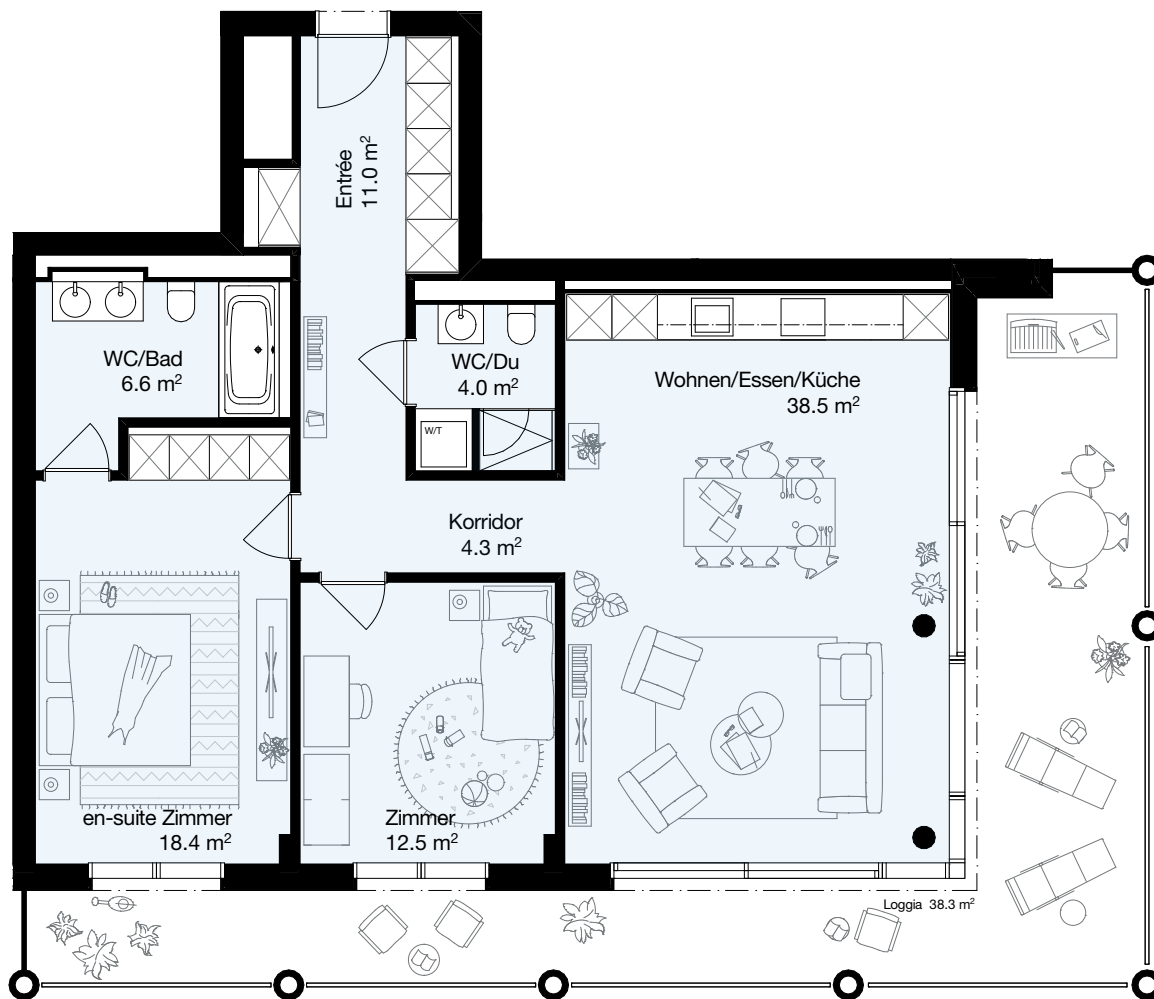 Entrée
11.0 m²
WC/Bad
6.6 m²
WC/Du
4.0 m²
Wohnen/Essen/Küche
38.5 m²
W/T
Korridor
4.3 m²
en-suite Zimmer
18.4 m²
Zimmer
12.5 m²
Loggia 38.3 m²